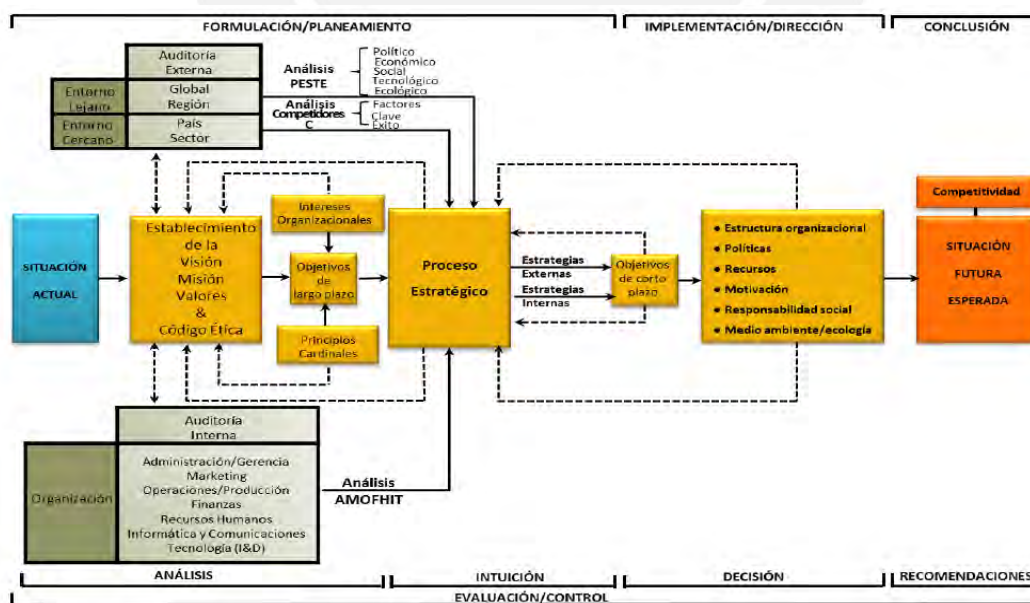 FORMULACIÓN/PLANEAMIENTO
IMPLEMENTACIÓN/DIRECCIÓN
CONCLUSIÓN
Auditoría
Externa
Entorno
Lejano
Global
Región
Entorno
Cercano
País
Sector
Análisis
PESTE
Político
Económico
Social
Tecnológico
Ecológico
Análisis
Competidores
C
Factores
Clave
Éxito
SITUACIÓN
ACTUAL
Establecimiento
de la
Visión
Misión
Valores
&
Código Ética
Intereses
Organizacionales
Objetivos
de
largo plazo
Principios
Cardinales
Proceso
Estratégico
Estrategias
Externas
Estrategias
Internas
Objetivos
de corto
plazo
• Estructura organizacional
• Políticas
• Recursos
• Motivación
• Responsabilidad social
• Medio ambiente/ecología
Competitividad
SITUACIÓN
FUTURA
ESPERADA
Auditoría
Interna
Organización
Administración/Gerencia
Marketing
Operaciones/Producción
Finanzas
Recursos Humanos
Informática y Comunicaciones
Tecnología (I&D)
Análisis
AMOFHIT
ANÁLISIS
INTUICIÓN
DECISIÓN
RECOMENDACIONES
EVALUACIÓN/CONTROL